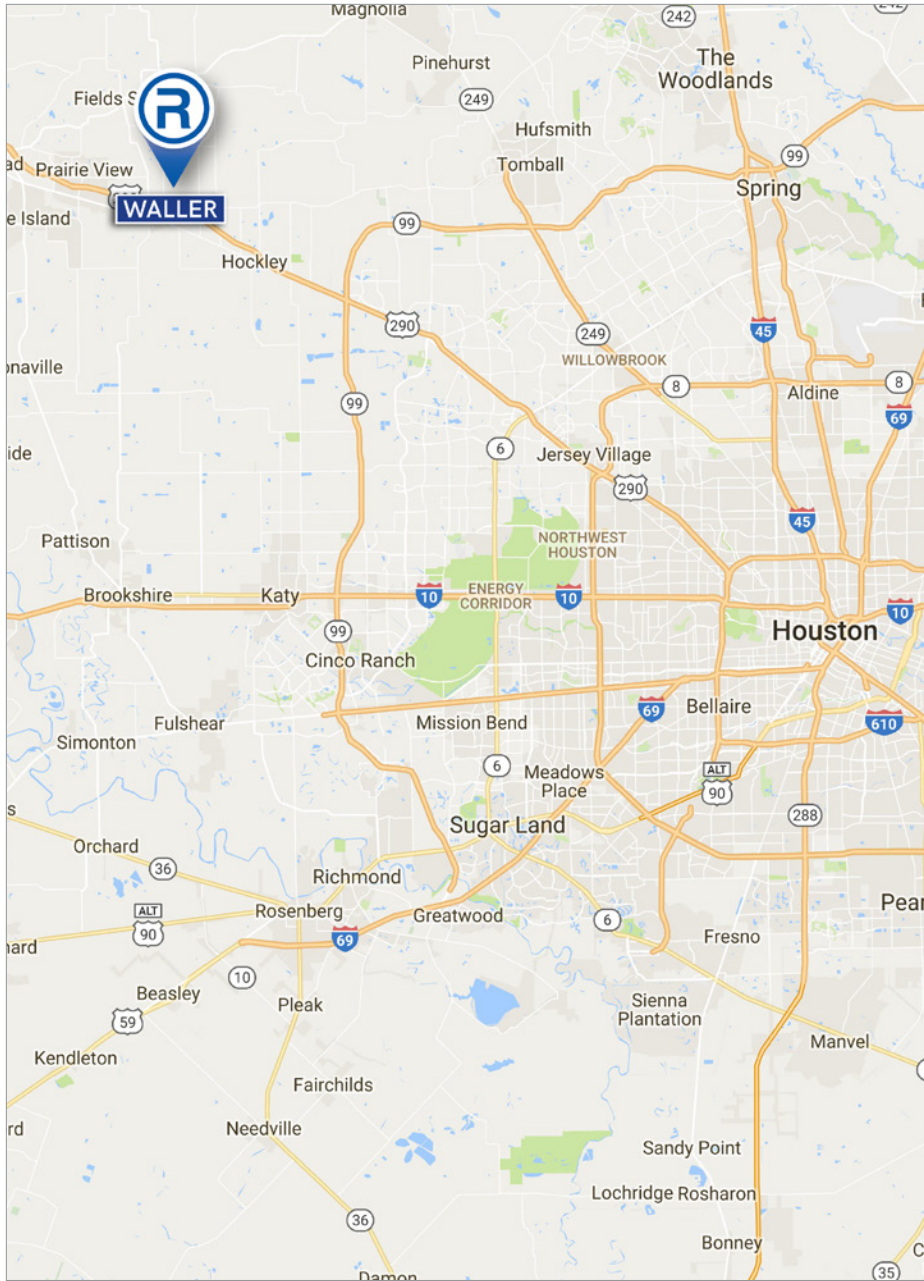 Magnolia
242
242
The
Woodlands
Pinehurst
249
Fields S
R
Hufsmith
Tomball
99
Spring
ad
Prairie View
WALLER
e Island
99
Hockley
290
249
45
WILLOWBROOK
onaville
8
Aldine
8
69
99
6
ide
Jersey Village
290
45
Pattison
NORTHWEST
HOUSTON
Brookshire
Katy
10
ENERGY
CORRIDOR
10
10
99
Houston
Cinco Ranch
Fulshear
Mission Bend
69
Bellaire
610
Simonton
6
Meadows
Place
ALT
90
s
Sugar Land
288
Orchard
36
Richmond
Rosenberg
Greatwood
ALT
90
69
6
Pear
Fresno
nard
10
Beasley
Pleak
59
Sienna
Plantation
Kendleton
Manvel
Fairchilds
rd
Needville
Sandy Point
Lochridge
Rosharon
36
Bonney
C
Damon
35